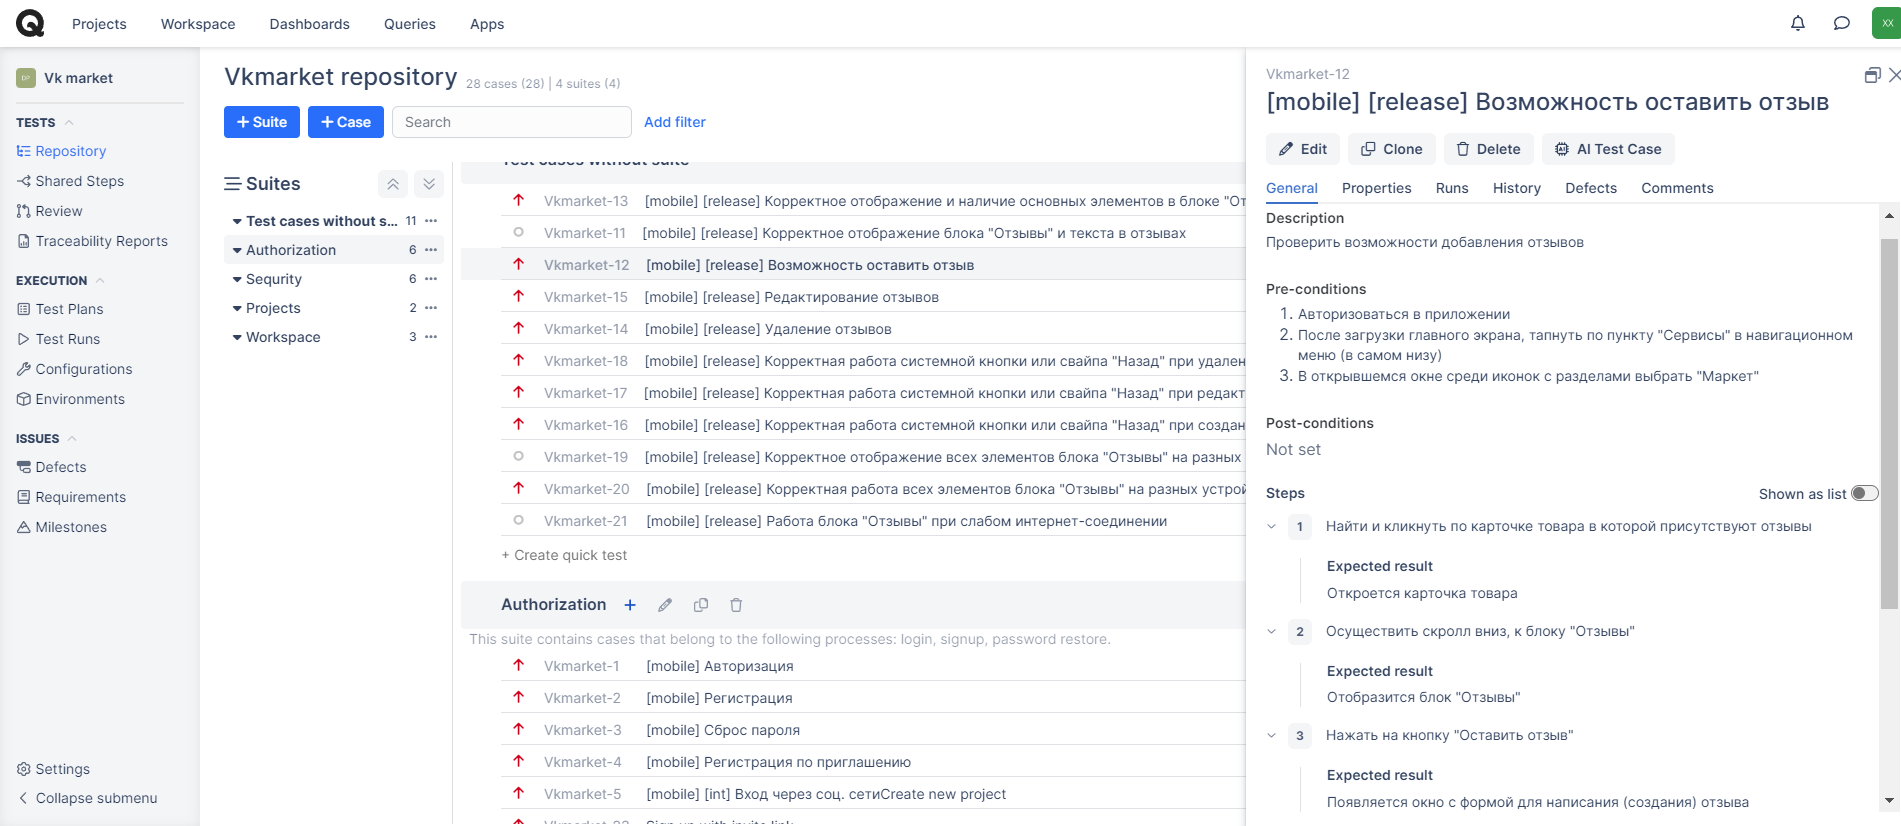 Projects
Workspace
Dashboards
Queries
Apps
XX
DP
Vk market
TESTS
Repository
Shared Steps
Review
Traceability Reports
EXECUTION
Test Plans
Test Runs
Configurations
Environments
ISSUES
Defects
Requirements
Milestones
Settings
Collapse submenu
Vkmarket repository 28 cases (28) | 4 suites (4)
+ Suite
+ Case
Search
Add filter
Suites
Test cases without s... 11
Authorization 6
Sequrity 6
Projects 2
Workspace 3
Test cases without suite
Vkmarket-13 [mobile] [release] Корректное отображение и наличие основных элементов в блоке "От
Vkmarket-11 [mobile] [release] Корректное отображение блока "Отзывы" и текста в отзывах
Vkmarket-12 [mobile] [release] Возможность оставить отзыв
Vkmarket-15 [mobile] [release] Редактирование отзывов
Vkmarket-14 [mobile] [release] Удаление отзывов
Vkmarket-18 [mobile] [release] Корректная работа системной кнопки или свайпа "Назад" при удален
Vkmarket-17 [mobile] [release] Корректная работа системной кнопки или свайпа "Назад" при редакт
Vkmarket-16 [mobile] [release] Корректная работа системной кнопки или свайпа "Назад" при создан
Vkmarket-19 [mobile] [release] Корректное отображение всех элементов блока "Отзывы" на разных
Vkmarket-20 [mobile] [release] Корректная работа всех элементов блока "Отзывы" на разных устрой
Vkmarket-21 [mobile] [release] Работа блока "Отзывы" при слабом интернет-соединении
+ Create quick test
Authorization
This suite contains cases that belong to the following processes: login, signup, password restore.
Vkmarket-1 [mobile] Авторизация
Vkmarket-2 [mobile] Регистрация
Vkmarket-3 [mobile] Сброс пароля
Vkmarket-4 [mobile] Регистрация по приглашению
Vkmarket-5 [mobile] [int] Вход через соц. сетиCreate new project
Sign up with invite link
Vkmarket-12
[mobile] [release] Возможность оставить отзыв
Edit
Clone
Delete
AI Test Case
General
Properties
Runs
History
Defects
Comments
Description
Проверить возможности добавления отзывов
Pre-conditions
1. Авторизоваться в приложении
2. После загрузки главного экрана, тапнуть по пункту "Сервисы" в навигационном
меню (в самом низу)
3. В открывшемся окне среди иконок с разделами выбрать "Маркет"
Post-conditions
Not set
Steps
Shown as list
1 Найти и кликнуть по карточке товара в которой присутствуют отзывы
Expected result
Откроется карточка товара
2 Осуществить скролл вниз, к блоку "Отзывы"
Expected result
Отобразится блок "Отзывы"
3 Нажать на кнопку "Оставить отзыв"
Expected result
Появляется окно с формой для написания (создания) отзыва